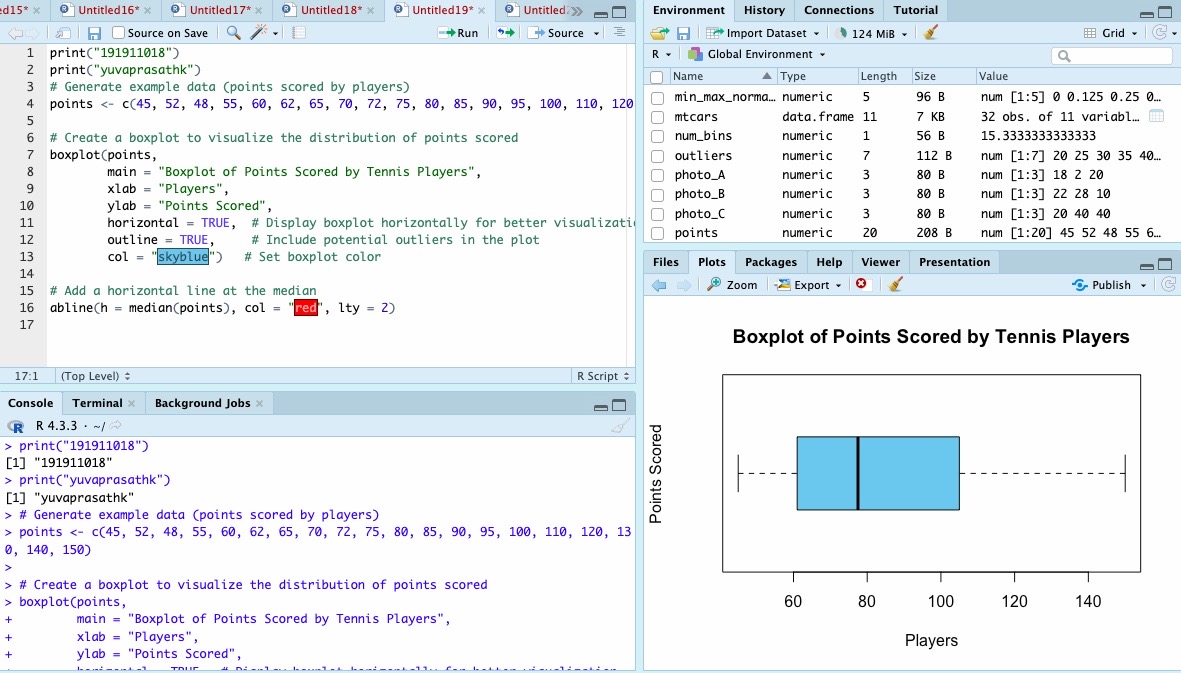 ed15* × Untitled16* × Untitled17* × Untitled18* × Untitled19* × Untitled
Source on Save Run Source
1 print("191911018")
2 print("yuvaprasathk")
3 # Generate example data (points scored by players)
4 points <- c(45, 52, 48, 55, 60, 62, 65, 70, 72, 75, 80, 85, 90, 95, 100, 110, 120
5
6 # Create a boxplot to visualize the distribution of points scored
7 boxplot(points,
8 main = "Boxplot of Points Scored by Tennis Players",
9 xlab = "Players",
10 ylab = "Points Scored",
11 horizontal = TRUE, # Display boxplot horizontally for better visualizati
12 outline = TRUE, # Include potential outliers in the plot
13 col = "skyblue") # Set boxplot color
14
15 # Add a horizontal line at the median
16 abline(h = median(points), col = "red", lty = 2)
17
17:1 (Top Level) R Script
Console Terminal × Background Jobs ×
R 4.3.3 · ~/
> print("191911018")
[1] "191911018"
> print("yuvaprasathk")
[1] "yuvaprasathk"
> # Generate example data (points scored by players)
> points <- c(45, 52, 48, 55, 60, 62, 65, 70, 72, 75, 80, 85, 90, 95, 100, 110, 120, 13
0, 140, 150)
>
> # Create a boxplot to visualize the distribution of points scored
> boxplot(points,
+ main = "Boxplot of Points Scored by Tennis Players",
+ xlab = "Players",
+ ylab = "Points Scored",
+ horizontal = TRUE, # Display boxplot horizontally for better visualization
Environment History Connections Tutorial
Import Dataset 124 MiB Grid
R Global Environment
Name Type Length Size Value
min_max_norma… numeric 5 96 B num [1:5] 0 0.125 0.25 0…
mtcars data.frame 11 7 KB 32 obs. of 11 variabl…
num_bins numeric 1 56 B 15.3333333333333
outliers numeric 7 112 B num [1:7] 20 25 30 35 40…
photo_A numeric 3 80 B num [1:3] 18 2 20
photo_B numeric 3 80 B num [1:3] 22 28 10
photo_C numeric 3 80 B num [1:3] 20 40 40
points numeric 20 208 B num [1:20] 45 52 48 55 6…
Files Plots Packages Help Viewer Presentation
Zoom Export Publish
Boxplot of Points Scored by Tennis Players
Points Scored
60 80 100 120 140
Players